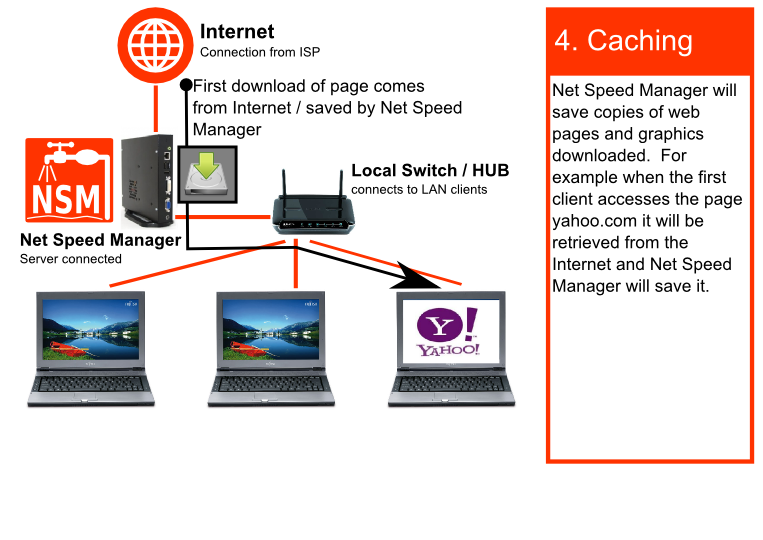 Internet
Connection from ISP
First download of page comes
from Internet / saved by Net Speed
Manager
NSM
Local Switch / HUB
connects to LAN clients
Net Speed Manager
Server connected
Y!
YAHOO!
4. Caching
Net Speed Manager will
save copies of web
pages and graphics
downloaded.  For
example when the first
client accesses the page
yahoo.com it will be
retrieved from the
Internet and Net Speed
Manager will save it.